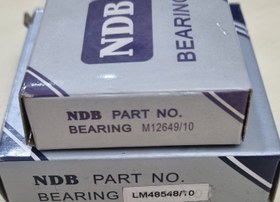 NDB
BEARING
NDB PART NO.
BEARING M12649/10
NDB PART NO.
BEARING LM48548/10